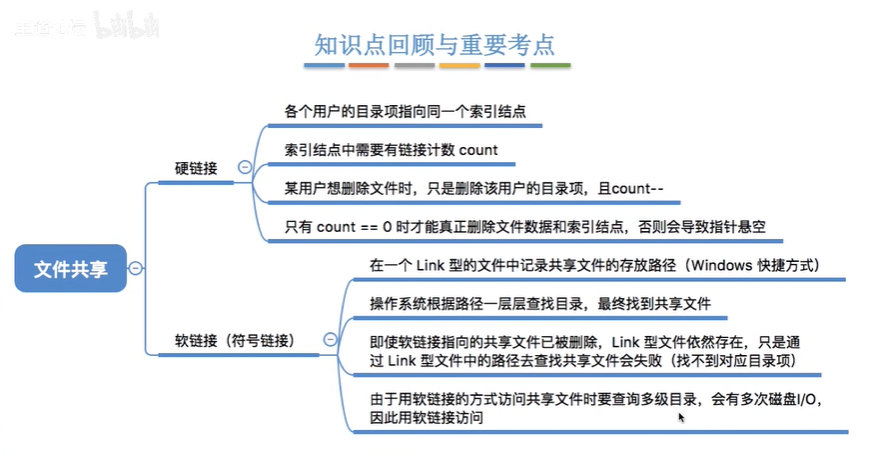 bilibili
知识点回顾与重要考点
各个用户的目录项指向同一个索引结点
索引结点中需要有链接计数 count
硬链接
某用户想删除文件时，只是删除该用户的目录项，且count--
只有 count == 0 时才能真正删除文件数据和索引结点，否则会导致指针悬空
文件共享
在一个 Link 型的文件中记录共享文件的存放路径（Windows 快捷方式）
操作系统根据路径一层层查找目录，最终找到共享文件
软链接（符号链接）
即使软链接指向的共享文件已被删除，Link 型文件依然存在，只是通
过 Link 型文件中的路径去查找共享文件会失败（找不到对应目录项）
由于用软链接的方式访问共享文件时要查询多级目录，会有多次磁盘I/O，
因此用软链接访问